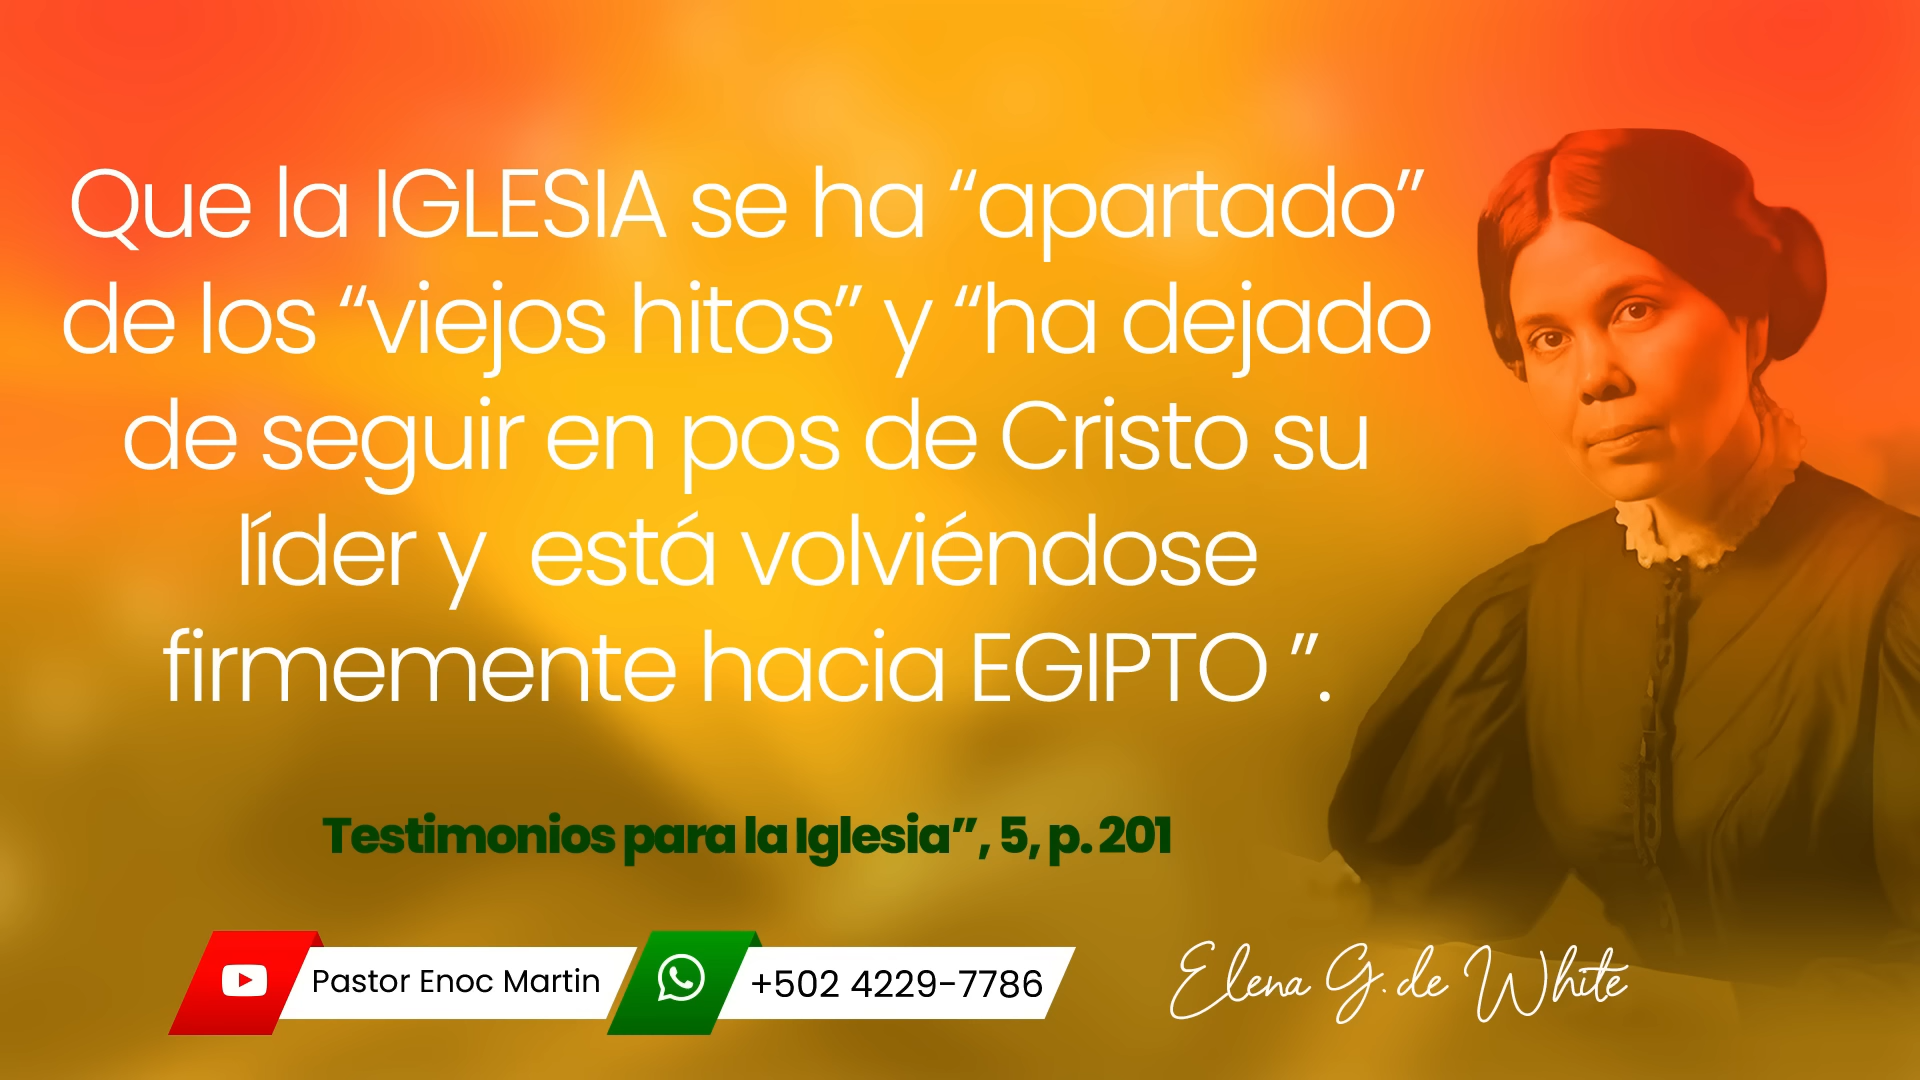 Que la IGLESIA se ha “apartado”
de los “viejos hitos” y “ha dejado
de seguir en pos de Cristo su
líder y está volviéndose
firmemente hacia EGIPTO ”.
Testimonios para la Iglesia”, 5, p. 201
Pastor Enoc Martin
+502 4229-7786
Elena G. de White